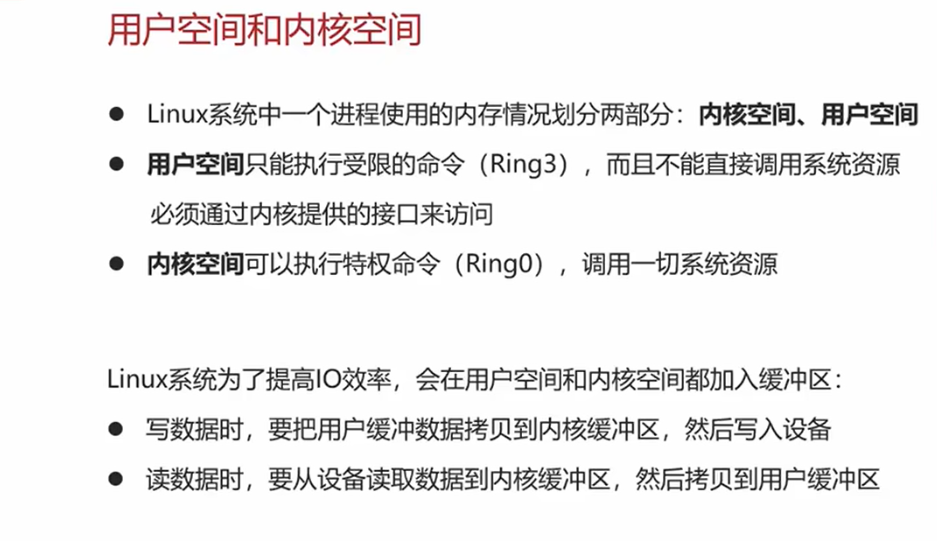 用户空间和内核空间
● Linux系统中一个进程使用的内存情况划分两部分：内核空间、用户空间
● 用户空间只能执行受限的命令（Ring3），而且不能直接调用系统资源
必须通过内核提供的接口来访问
● 内核空间可以执行特权命令（Ring0），调用一切系统资源
Linux系统为了提高IO效率，会在用户空间和内核空间都加入缓冲区：
● 写数据时，要把用户缓冲数据拷贝到内核缓冲区，然后写入设备
● 读数据时，要从设备读取数据到内核缓冲区，然后拷贝到用户缓冲区